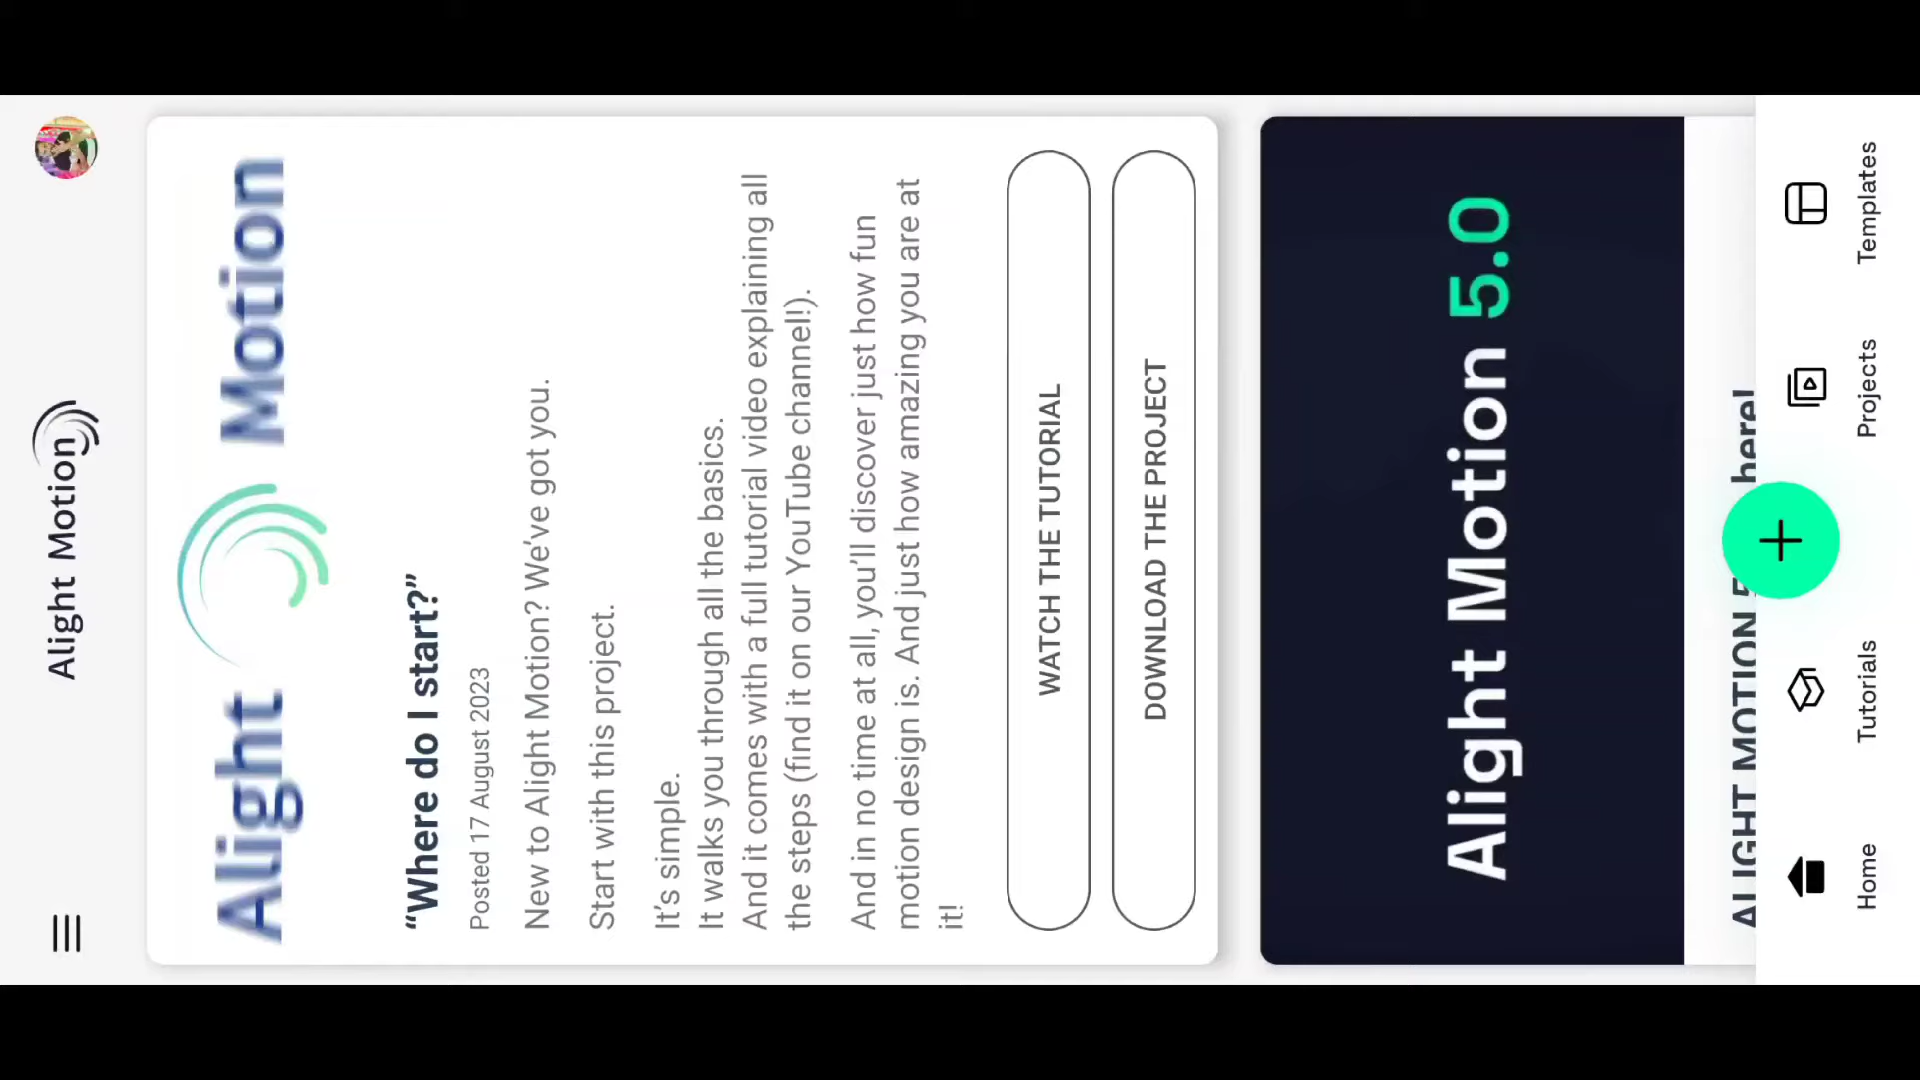 Alight Motion
Alight Motion
“Where do I start?”
Posted 17 August 2023
New to Alight Motion? We’ve got you.
Start with this project.
It’s simple.
It walks you through all the basics.
And it comes with a full tutorial video explaining all
the steps (find it on our YouTube channel!).
And in no time at all, you’ll discover just how fun
motion design is. And just how amazing you are at
it!
WATCH THE TUTORIAL
DOWNLOAD THE PROJECT
Alight Motion 5.0
ALIGHT MOTION 5 here!
Home
Tutorials
Projects
Templates